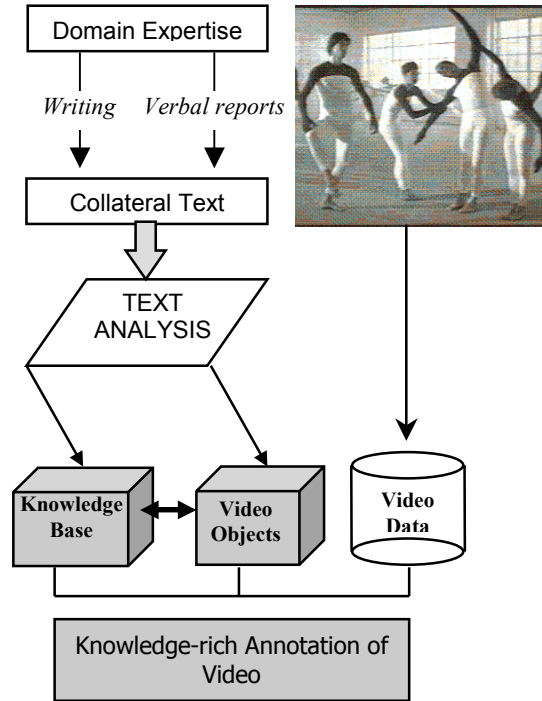 Domain Expertise
Writing
Verbal reports
Collateral Text
TEXT
ANALYSIS
Knowledge
Base
Video
Objects
Video
Data
Knowledge-rich Annotation of
Video